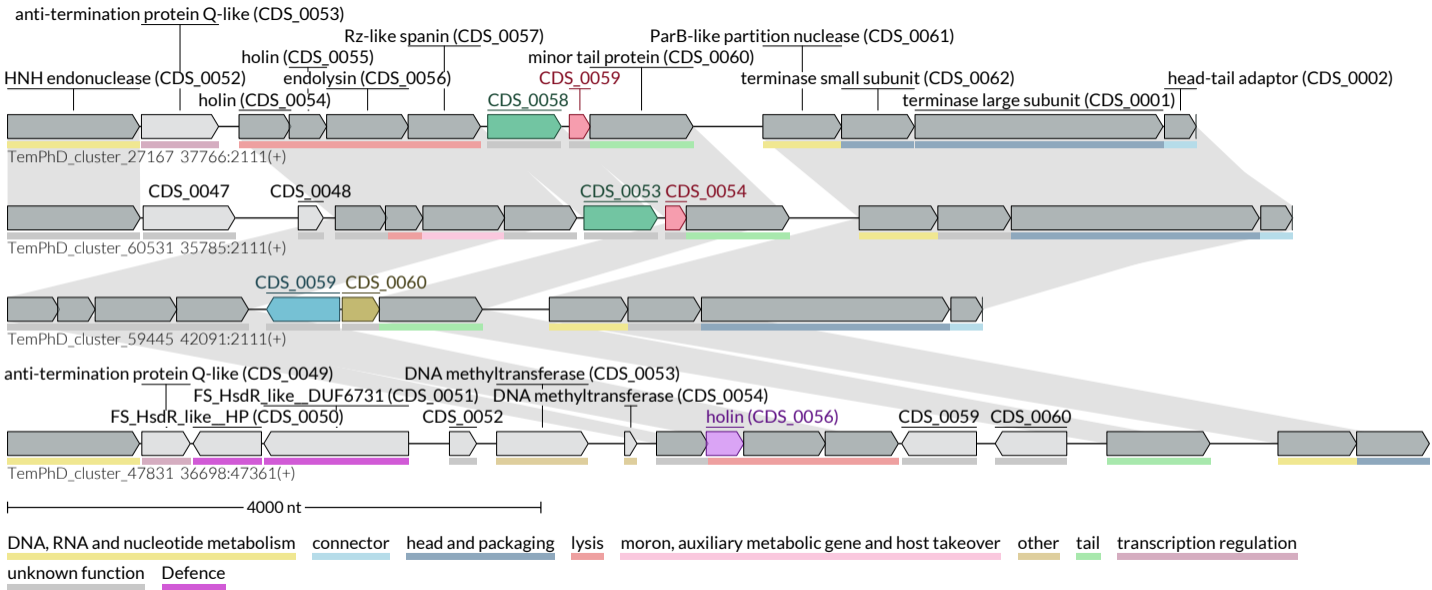 anti-termination protein Q-like (CDS_0053)
Rz-like spanin (CDS_0057) ParB-like partition nuclease (CDS_0061)
holin (CDS_0055) minor tail protein (CDS_0060)
HNH endonuclease (CDS_0052) endolysin (CDS_0056) CDS_0059 terminase small subunit (CDS_0062) head-tail adaptor (CDS_0002)
holin (CDS_0054) CDS_0058 terminase large subunit (CDS_0001)
TemPhD_cluster_27167 37766:2111(+)
CDS_0047 CDS_0048 CDS_0053 CDS_0054
TemPhD_cluster_60531 35785:2111(+)
CDS_0059 CDS_0060
TemPhD_cluster_59445 42091:2111(+)
anti-termination protein Q-like (CDS_0049) DNA methyltransferase (CDS_0053)
FS_HsdR_like__DUF6731 (CDS_0051) DNA methyltransferase (CDS_0054)
FS_HsdR_like__HP (CDS_0050) CDS_0052 holin (CDS_0056) CDS_0059 CDS_0060
TemPhD_cluster_47831 36698:47361(+)
4000 nt
DNA, RNA and nucleotide metabolism connector head and packaging lysis moron, auxiliary metabolic gene and host takeover other tail transcription regulation
unknown function Defence